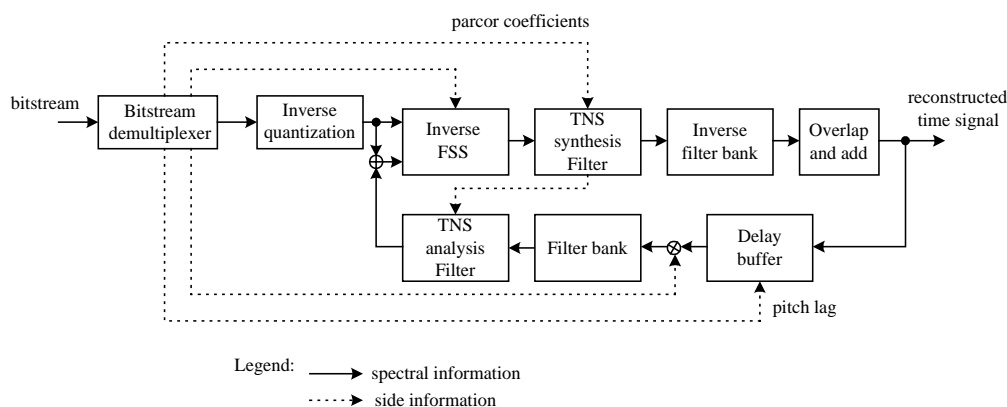 parcor coefficients
bitstream
Bitstream
demultiplexer
Inverse
quantization
Inverse
FSS
TNS
synthesis
Filter
Inverse
filter bank
Overlap
and add
reconstructed
time signal
TNS
analysis
Filter
Filter bank
Delay
buffer
pitch lag
Legend:
spectral information
side information